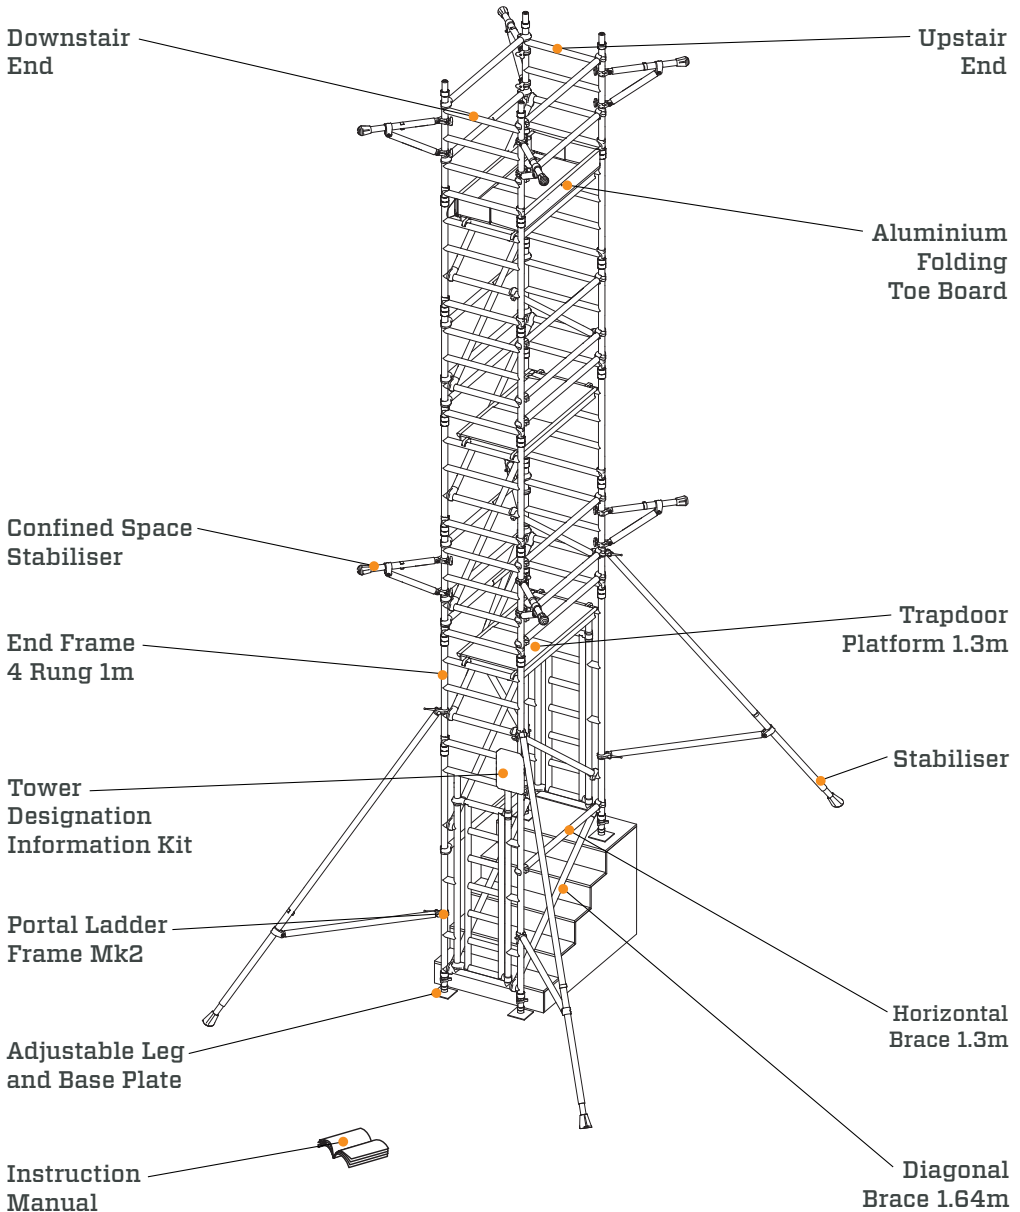 Downstair
End
Upstair
End
Aluminium
Folding
Toe Board
Confined Space
Stabiliser
End Frame
4 Rung 1m
Trapdoor
Platform 1.3m
Tower
Designation
Information Kit
Stabiliser
Portal Ladder
Frame Mk2
Horizontal
Brace 1.3m
Adjustable Leg
and Base Plate
Instruction
Manual
Diagonal
Brace 1.64m